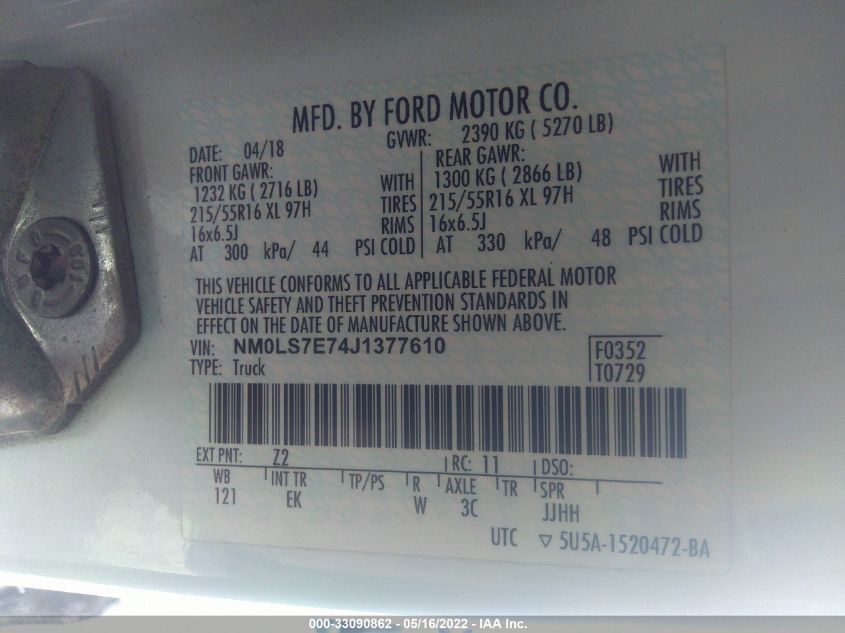 MFD. BY FORD MOTOR CO.
DATE: 04/18 GVWR: 2390 KG ( 5270 LB)
FRONT GAWR: REAR GAWR:
1232 KG ( 2716 LB) WITH 1300 KG ( 2866 LB) WITH
215/55R16 XL 97H TIRES 215/55R16 XL 97H TIRES
16x6.5J RIMS 16x6.5J RIMS
AT 300 kPa/ 44 PSI COLD AT 330 kPa/ 48 PSI COLD
THIS VEHICLE CONFORMS TO ALL APPLICABLE FEDERAL MOTOR
VEHICLE SAFETY AND THEFT PREVENTION STANDARDS IN
EFFECT ON THE DATE OF MANUFACTURE SHOWN ABOVE.
VIN: NM0LS7E74J1377610 F0352
TYPE: Truck T0729
EXT PNT: Z2 RC: 11 DSO:
WB INT TR TP/PS R AXLE TR SPR
121 EK W 3C JJHH
UTC ▽ 5U5A-1520472-BA
000-33090862 - 05/16/2022 - IAA Inc.